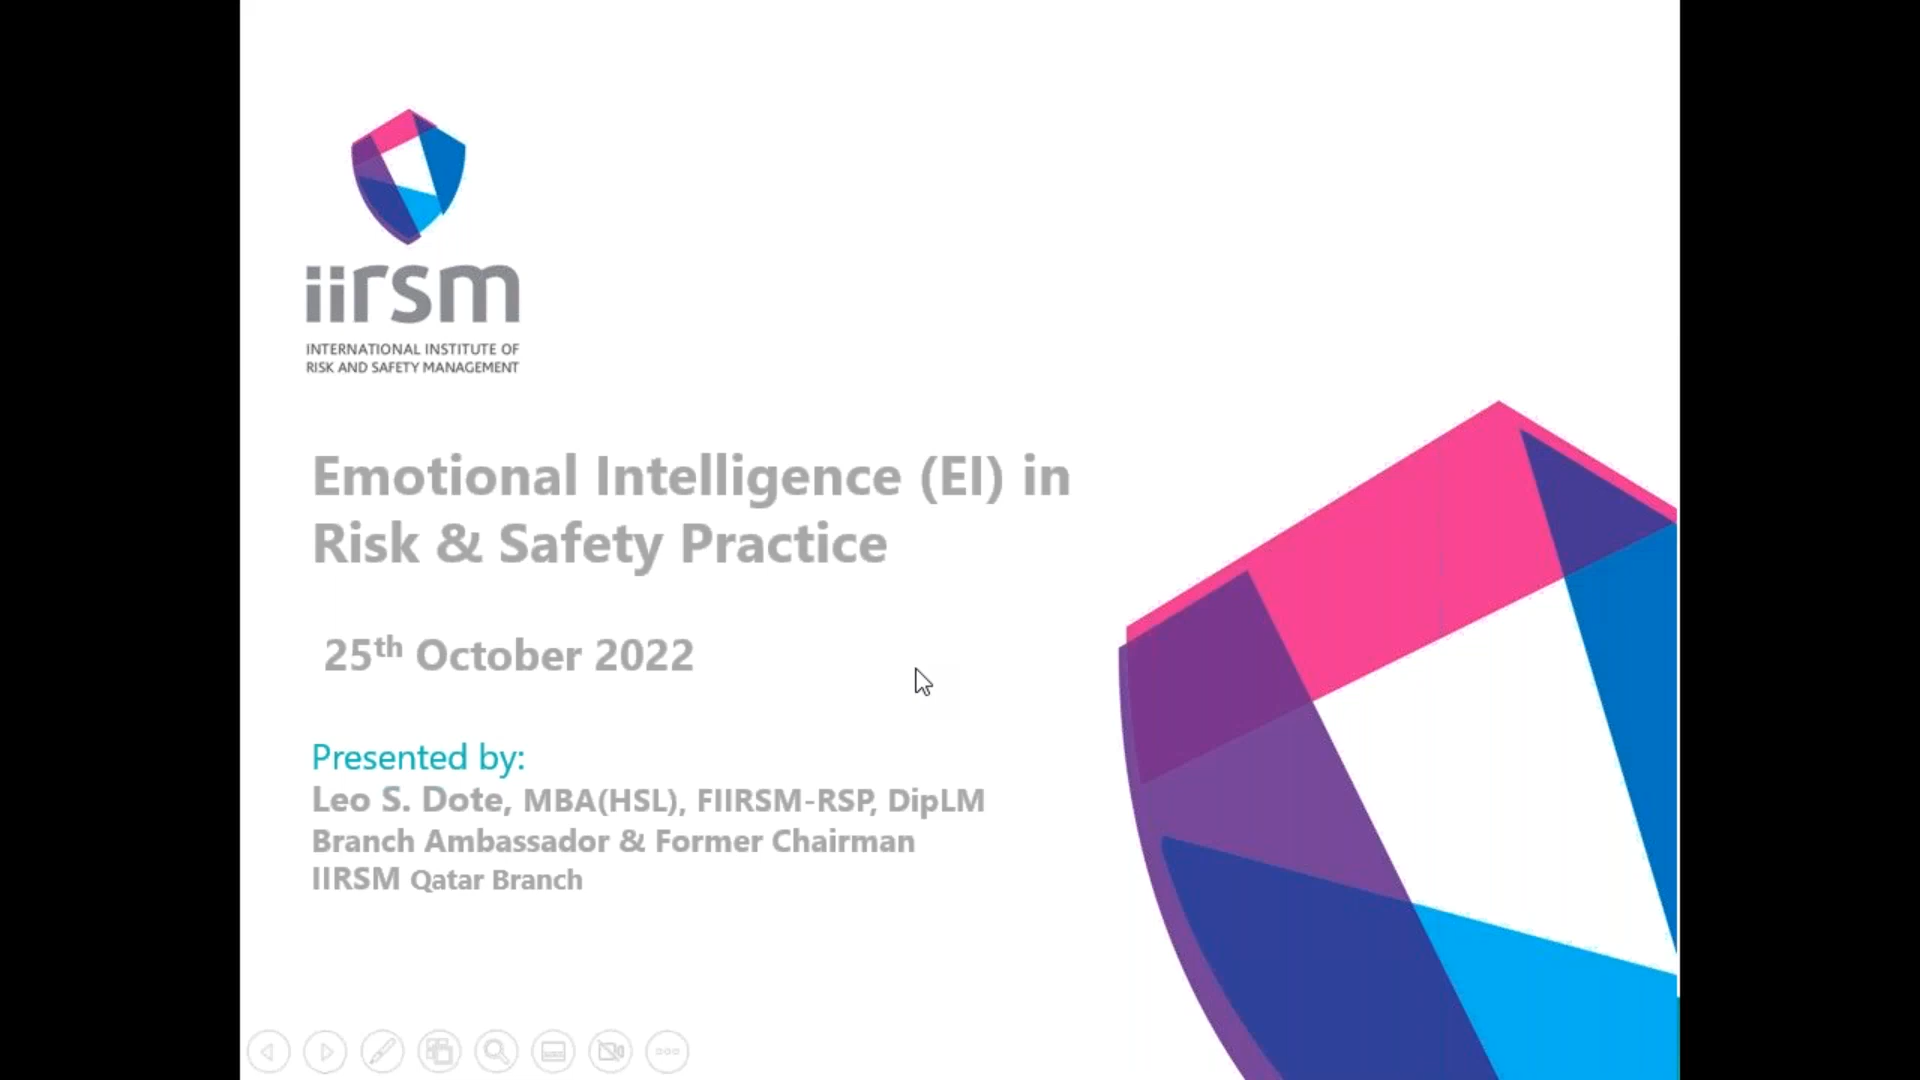 iirsm
INTERNATIONAL INSTITUTE OF
RISK AND SAFETY MANAGEMENT
Emotional Intelligence (EI) in
Risk & Safety Practice
25th October 2022
Presented by:
Leo S. Dote, MBA(HSL), FIIRSM-RSP, DipLM
Branch Ambassador & Former Chairman
IIRSM Qatar Branch